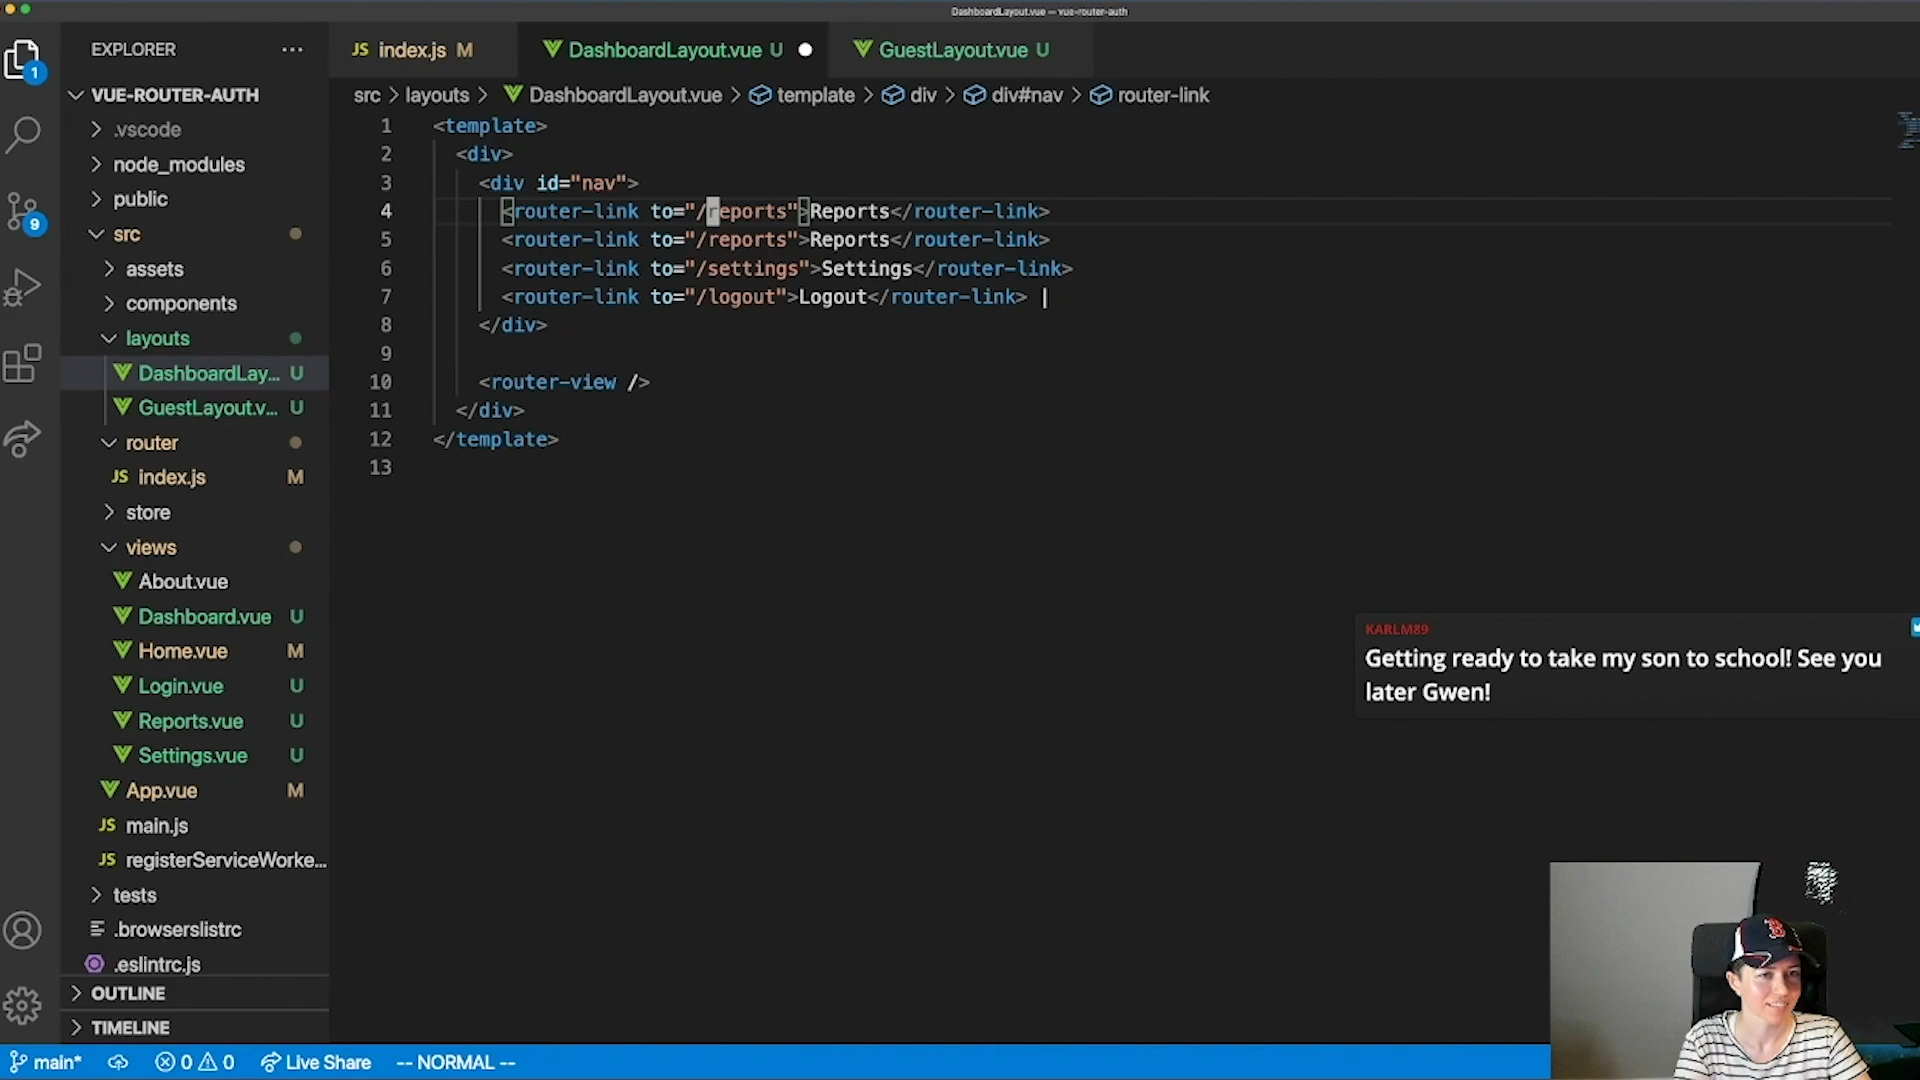 DashboardLayout.vue — vue-router-auth
EXPLORER
JS index.js M
DashboardLayout.vue U
GuestLayout.vue U
1
VUE-ROUTER-AUTH
src > layouts > DashboardLayout.vue > template > div > div#nav > router-link
.vscode
node_modules
public
9
src
assets
components
layouts
DashboardLay... U
GuestLayout.v... U
router
JS index.js M
store
views
About.vue
Dashboard.vue U
Home.vue M
Login.vue U
Reports.vue U
Settings.vue U
App.vue M
JS main.js
JS registerServiceWorke...
tests
.browserslistrc
.eslintrc.js
OUTLINE
TIMELINE
1 <template>
2 <div>
3 <div id="nav">
4 <router-link to="/reports">Reports</router-link>
5 <router-link to="/reports">Reports</router-link>
6 <router-link to="/settings">Settings</router-link>
7 <router-link to="/logout">Logout</router-link> |
8 </div>
9
10 <router-view />
11 </div>
12 </template>
13
KARLM89
Getting ready to take my son to school! See you
later Gwen!
B
main* 0 0 Live Share -- NORMAL --